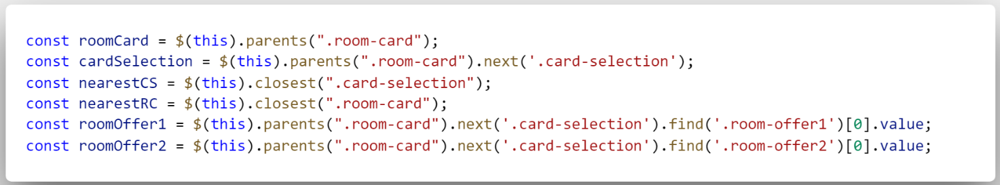 const roomCard = $(this).parents(".room-card");
const cardSelection = $(this).parents(".room-card").next('.card-selection');
const nearestCS = $(this).closest(".card-selection");
const nearestRC = $(this).closest(".room-card");
const roomOffer1 = $(this).parents(".room-card").next('.card-selection').find('.room-offer1')[0].value;
const roomOffer2 = $(this).parents(".room-card").next('.card-selection').find('.room-offer2')[0].value;